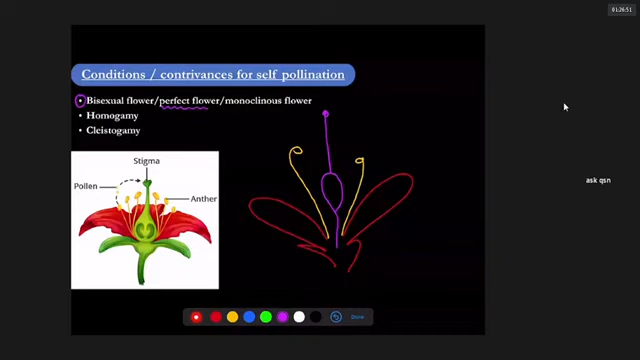 01:26:51
Conditions / contrivances for self pollination
• Bisexual flower/perfect flower/monoclinous flower
• Homogamy
• Cleistogamy
Stigma
Pollen
Anther
ask qsn
Done